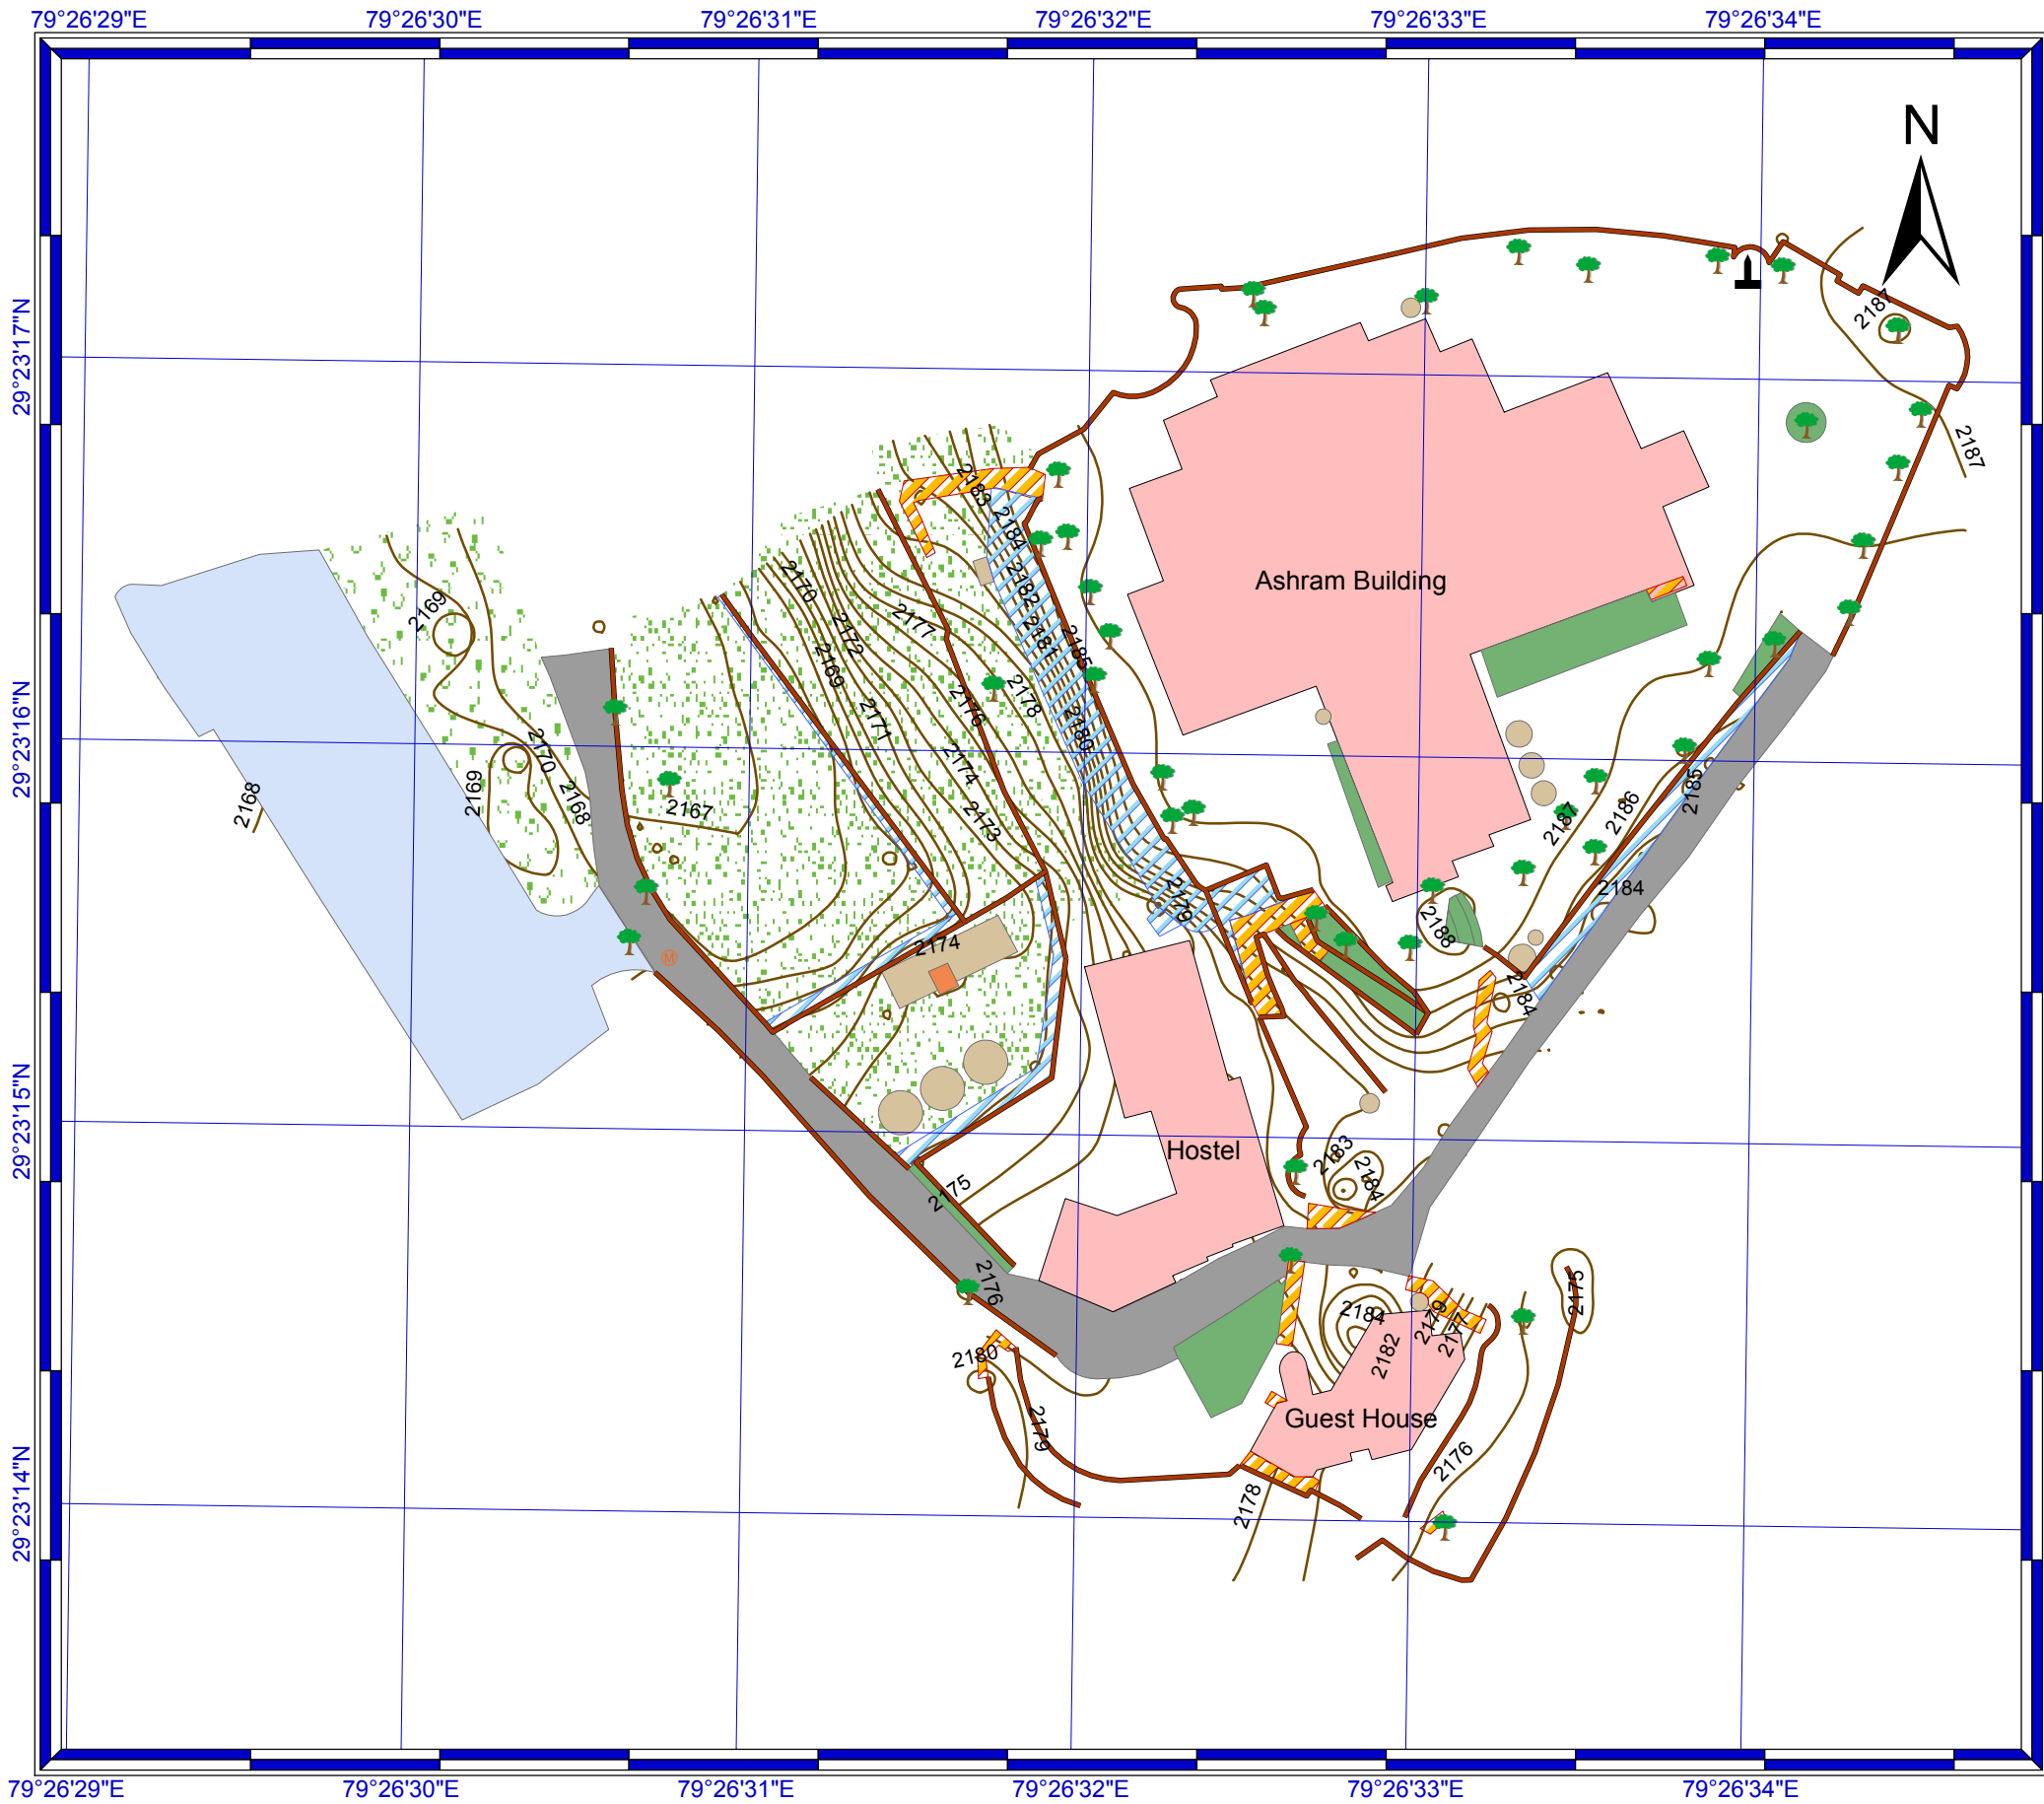 79°26'29"E
79°26'30"E
79°26'31"E
79°26'32"E
79°26'33"E
79°26'34"E
N
29°23'17"N
29°23'16"N
29°23'15"N
29°23'14"N
2187
2187
2183
2184
2182
2181
2185
2180
2179
2170
2172
2169
2177
2171
2176
2178
2174
2173
2169
2170
2169
2168
2168
2167
Ashram Building
2187
2186
2185
2184
2188
2184
2174
M
Hostel
2183
2184
2175
2176
2180
2179
2184
2179
2177
2182
2175
Guest House
2176
2178
79°26'29"E
79°26'30"E
79°26'31"E
79°26'32"E
79°26'33"E
79°26'34"E